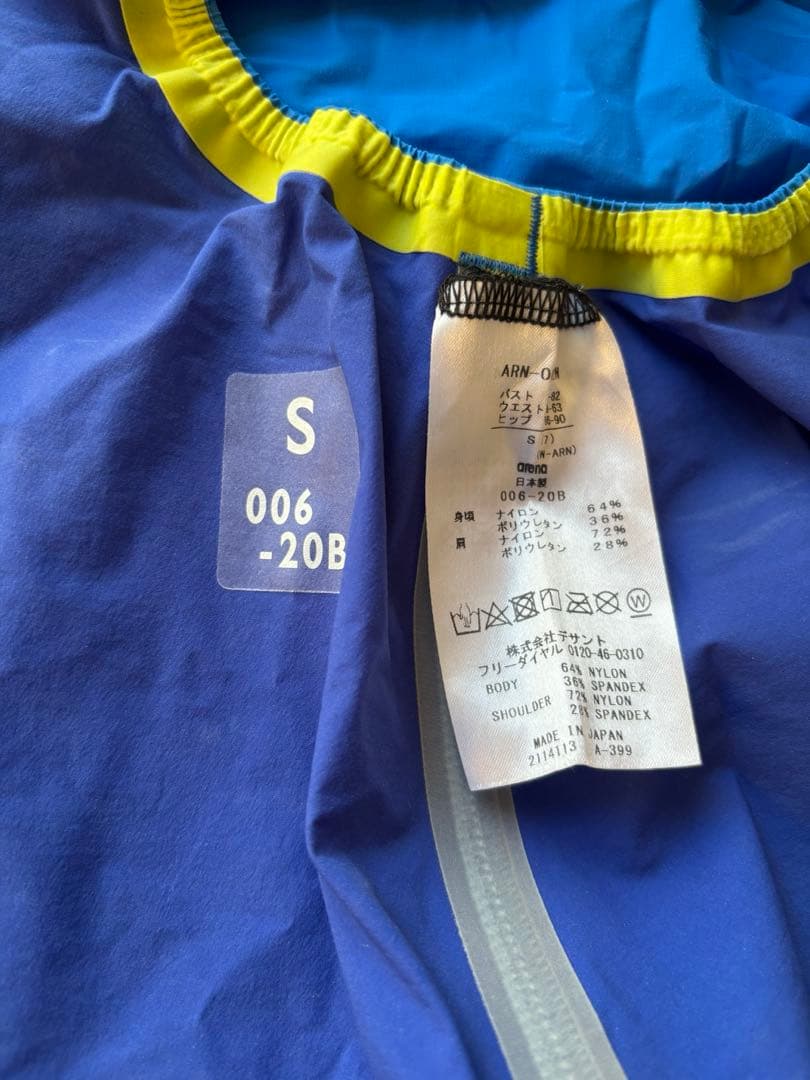 S
006
-20B
バスト -82
ウエスト -63
ヒップ -90
S (7)
(W-ARN)
arena
日本製
006-20B
身頃 ナイロン 64%
ポリウレタン 36%
肩 ナイロン 72%
ポリウレタン 28%
W
株式会社デサント
フリーダイヤル 0120-46-0310
64% NYLON
BODY 36% SPANDEX
72% NYLON
SHOULDER 28% SPANDEX
MADE IN JAPAN
2114113 A-399